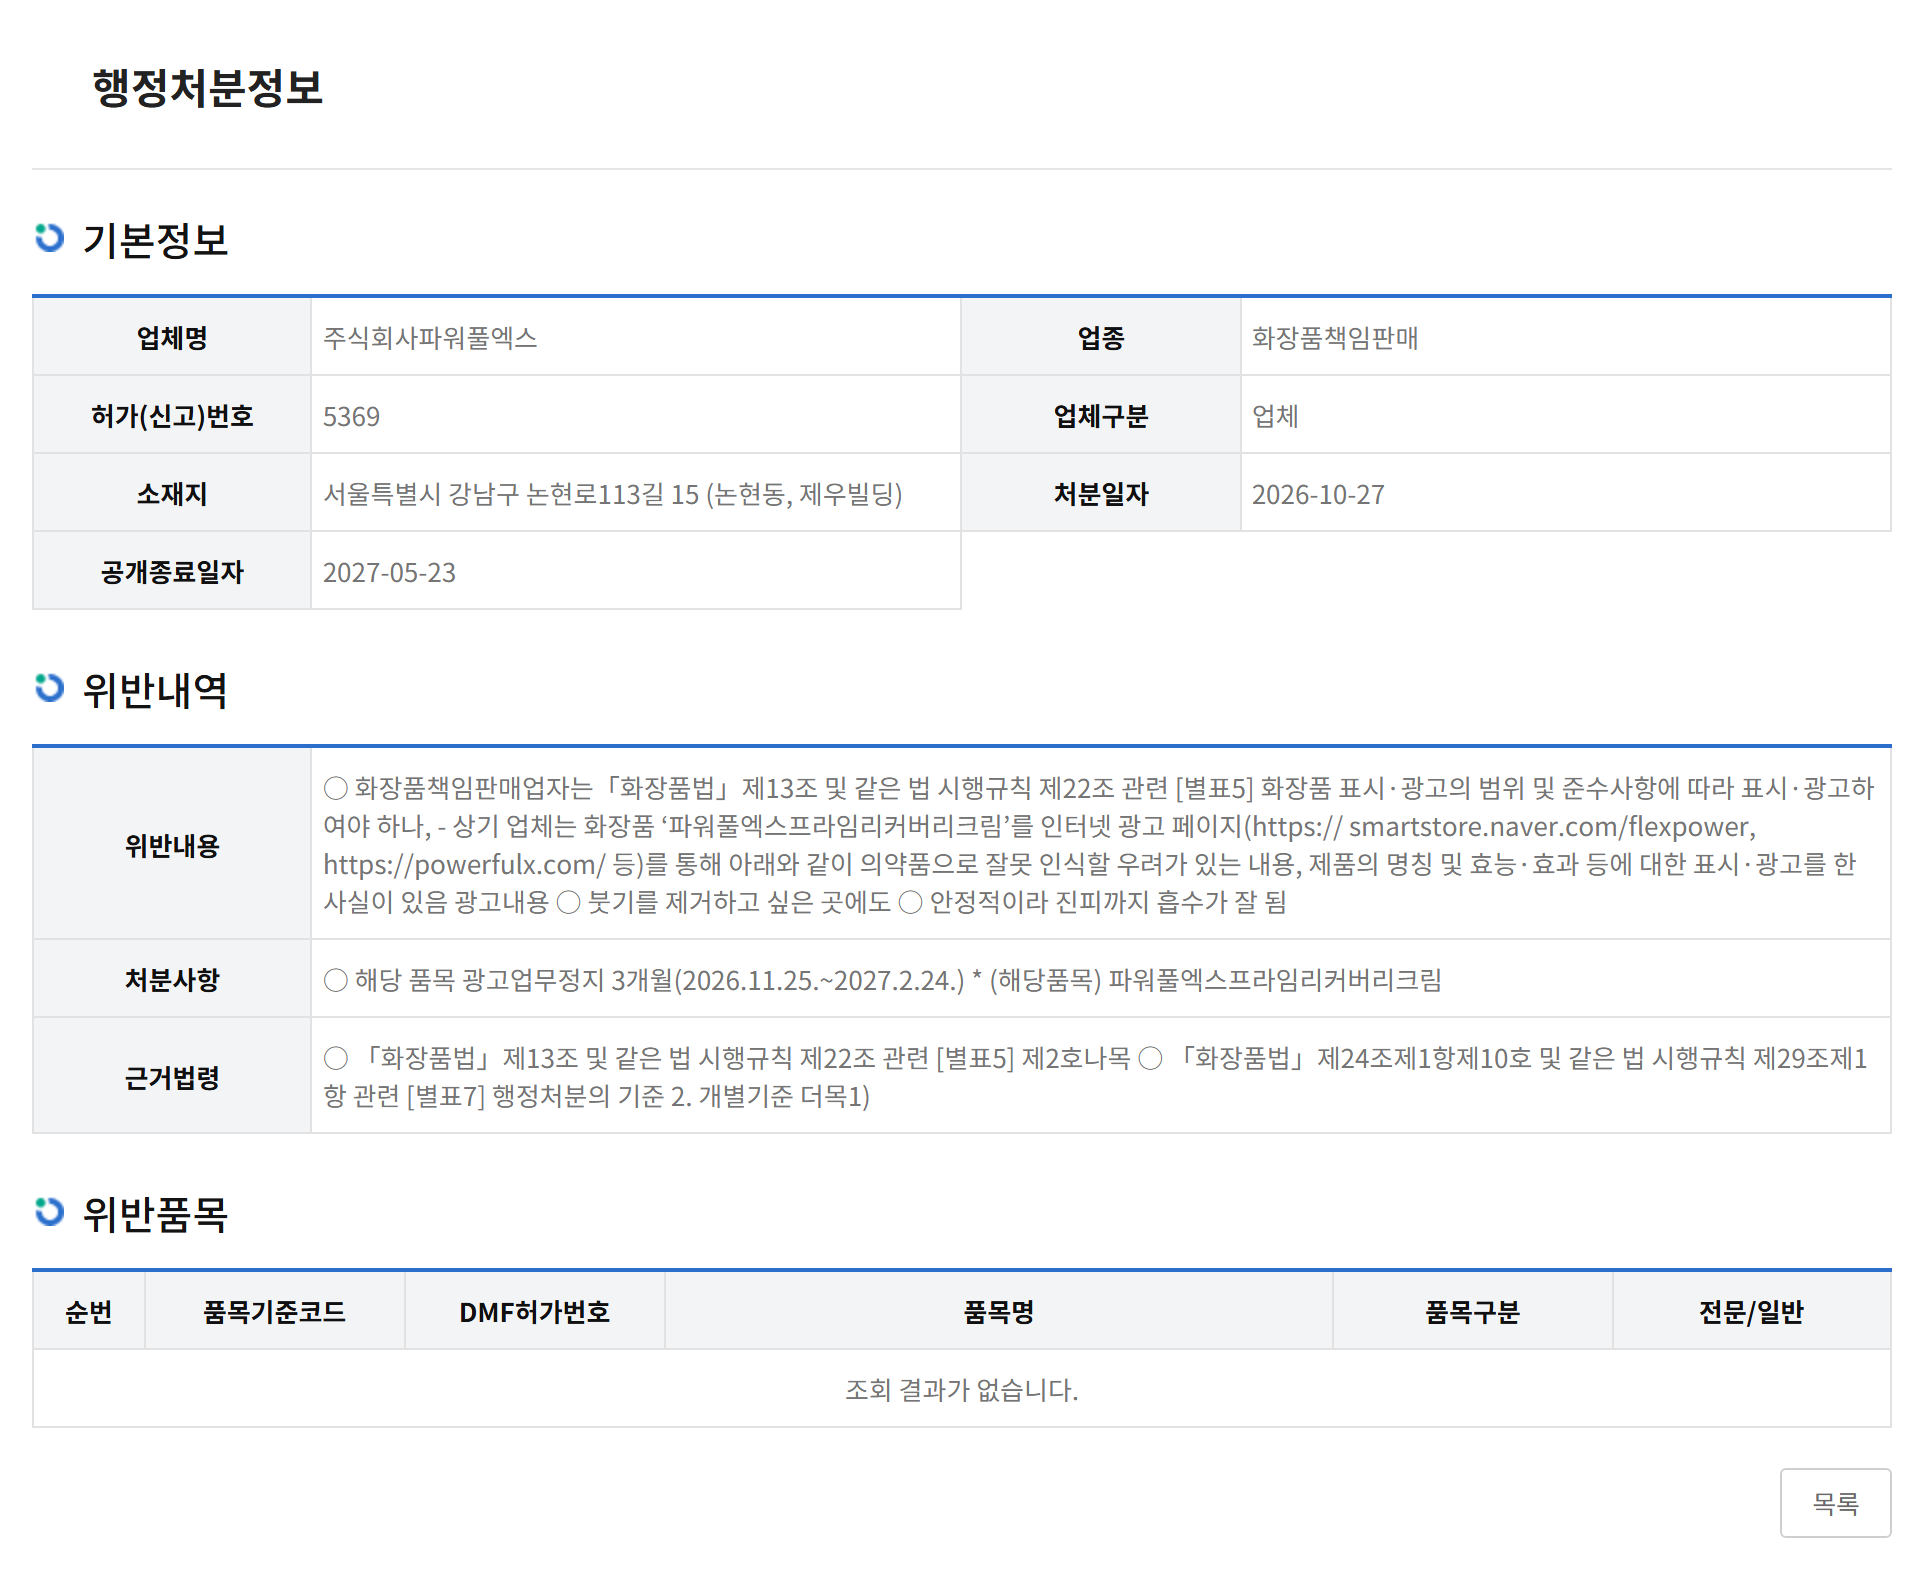 행정처분정보
기본정보
업체명 주식회사파워풀엑스 업종 화장품책임판매
허가(신고)번호 5369 업체구분 업체
소재지 서울특별시 강남구 논현로113길 15 (논현동, 제우빌딩) 처분일자 2026-10-27
공개종료일자 2027-05-23
위반내역
위반내용
○ 화장품책임판매업자는「화장품법」제13조 및 같은 법 시행규칙 제22조 관련 [별표5] 화장품 표시·광고의 범위 및 준수사항에 따라 표시·광고하
여야 하나, - 상기 업체는 화장품 ‘파워풀엑스프라임리커버리크림’를 인터넷 광고 페이지(https:// smartstore.naver.com/flexpower,
https://powerfulx.com/ 등)를 통해 아래와 같이 의약품으로 잘못 인식할 우려가 있는 내용, 제품의 명칭 및 효능·효과 등에 대한 표시·광고를 한
사실이 있음 광고내용 ○ 붓기를 제거하고 싶은 곳에도 ○ 안정적이라 진피까지 흡수가 잘 됨
처분사항 ○ 해당 품목 광고업무정지 3개월(2026.11.25.~2027.2.24.) * (해당품목) 파워풀엑스프라임리커버리크림
근거법령
○ 「화장품법」제13조 및 같은 법 시행규칙 제22조 관련 [별표5] 제2호나목 ○ 「화장품법」제24조제1항제10호 및 같은 법 시행규칙 제29조제1
항 관련 [별표7] 행정처분의 기준 2. 개별기준 더목1)
위반품목
순번 품목기준코드 DMF허가번호 품목명 품목구분 전문/일반
조회 결과가 없습니다.
목록